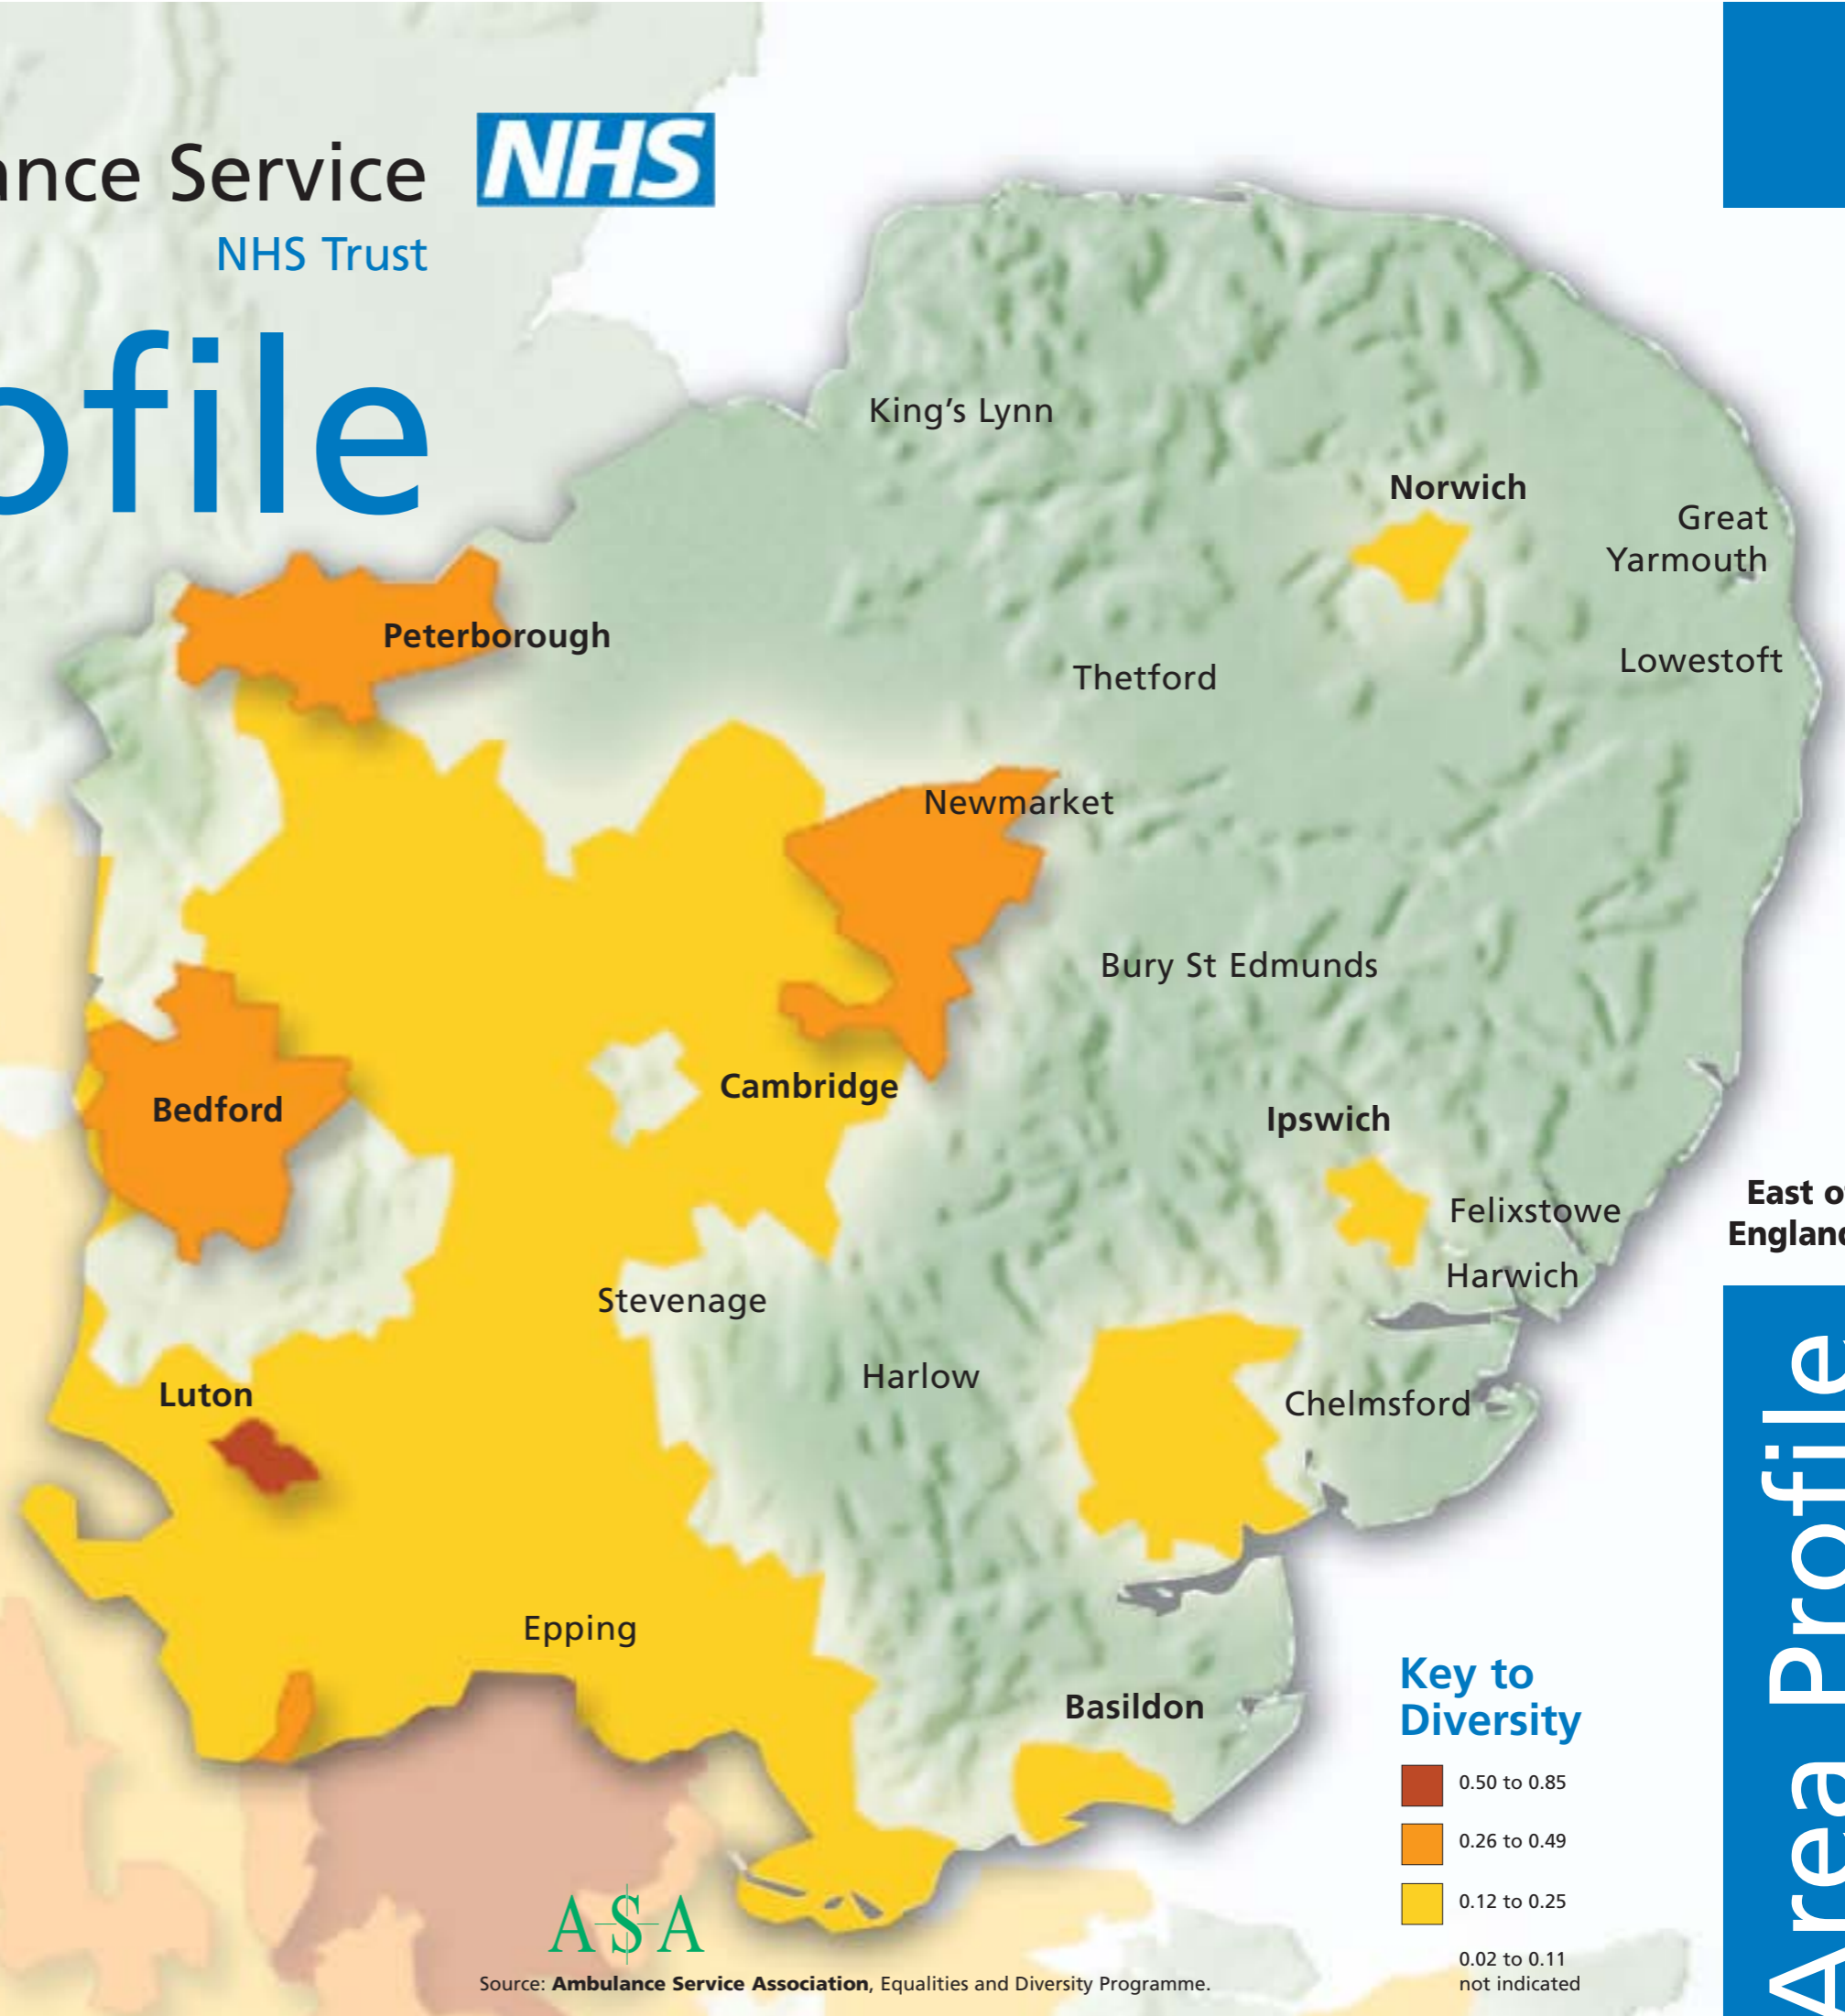 nce Service
NHS
NHS Trust
ofile
King's Lynn
Norwich
Great
Yarmouth
Peterborough
Lowestoft
Thetford
Newmarket
Bury St Edmunds
Cambridge
Bedford
Ipswich
East o
England
Felixstowe
Harwich
Stevenage
Harlow
Luton
Chelmsford
Epping
Basildon
Key to
Diversity
0.50 to 0.85
0.26 to 0.49
0.12 to 0.25
0.02 to 0.11
not indicated
ASA
Source: Ambulance Service Association, Equalities and Diversity Programme.
Area Profile